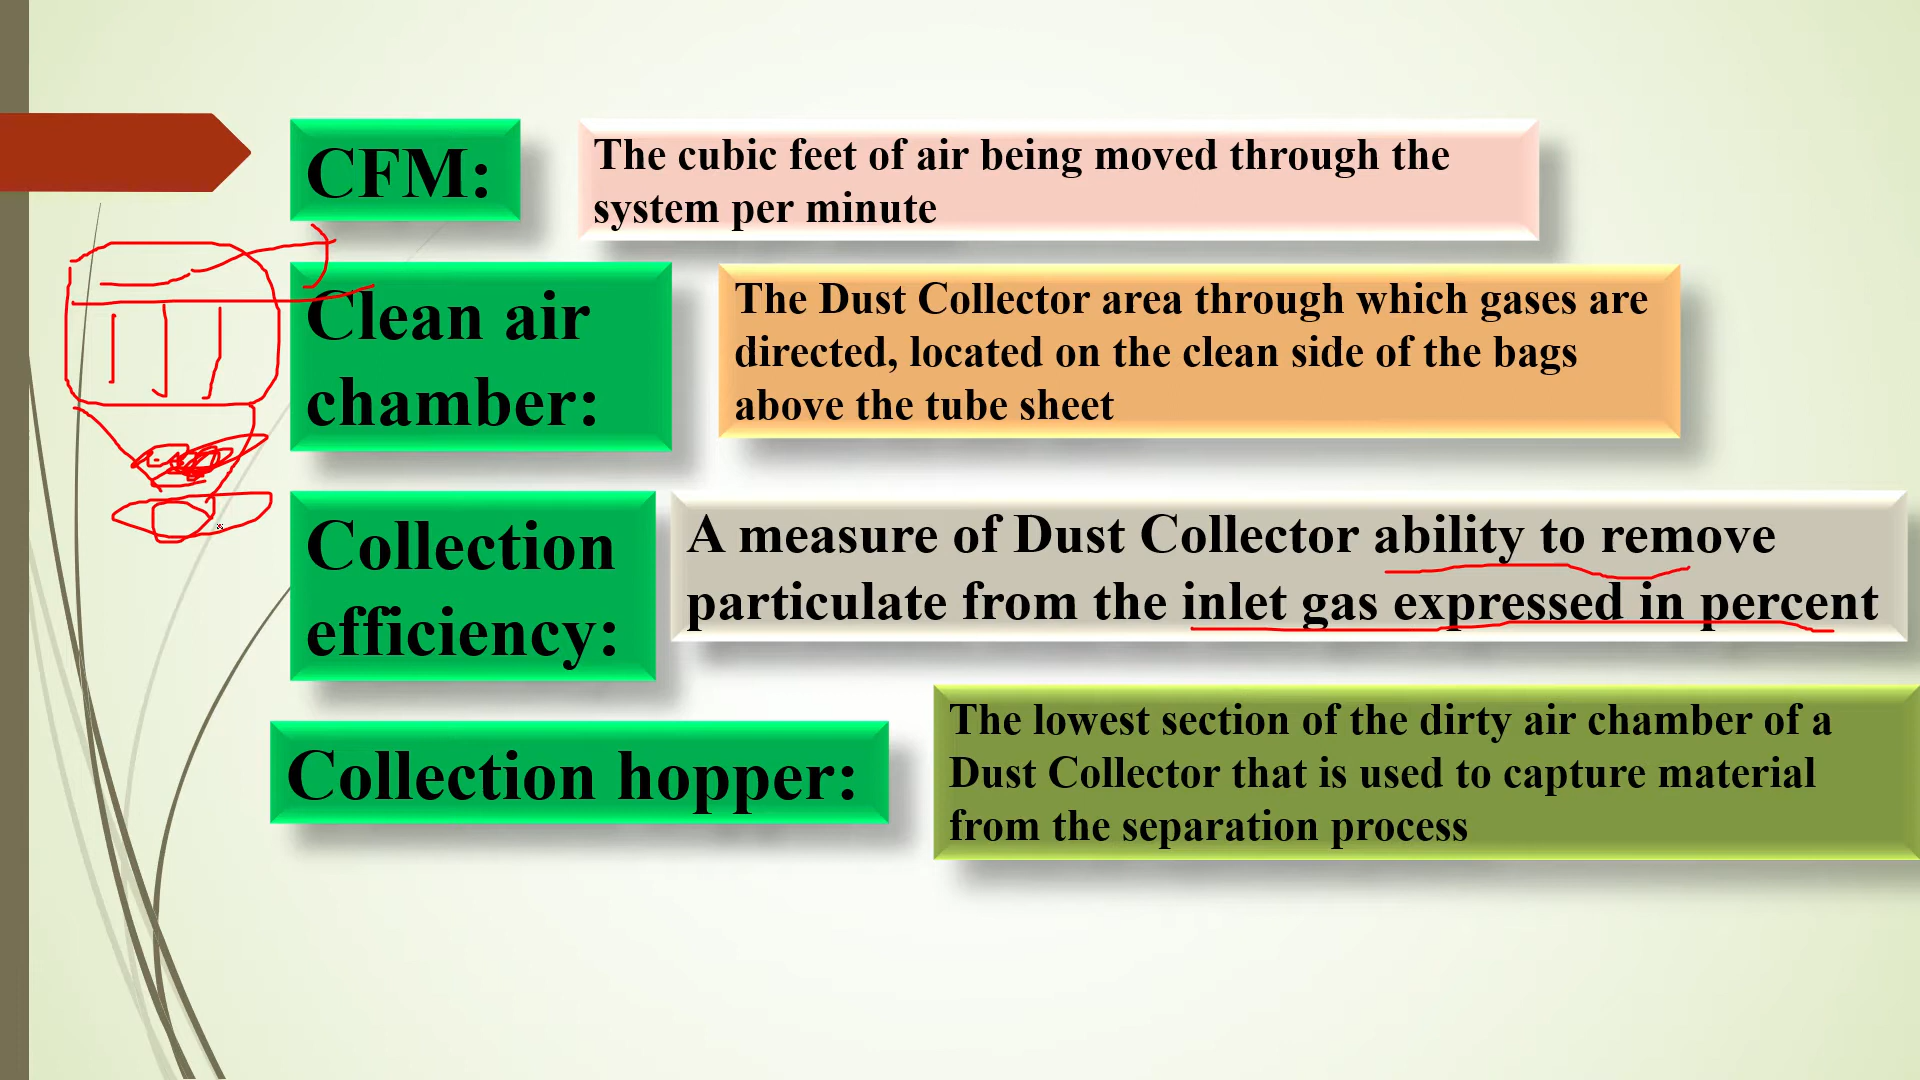 CFM:
The cubic feet of air being moved through the
system per minute
Clean air
chamber:
The Dust Collector area through which gases are
directed, located on the clean side of the bags
above the tube sheet
Collection
efficiency:
A measure of Dust Collector ability to remove
particulate from the inlet gas expressed in percent
Collection hopper:
The lowest section of the dirty air chamber of a
Dust Collector that is used to capture material
from the separation process